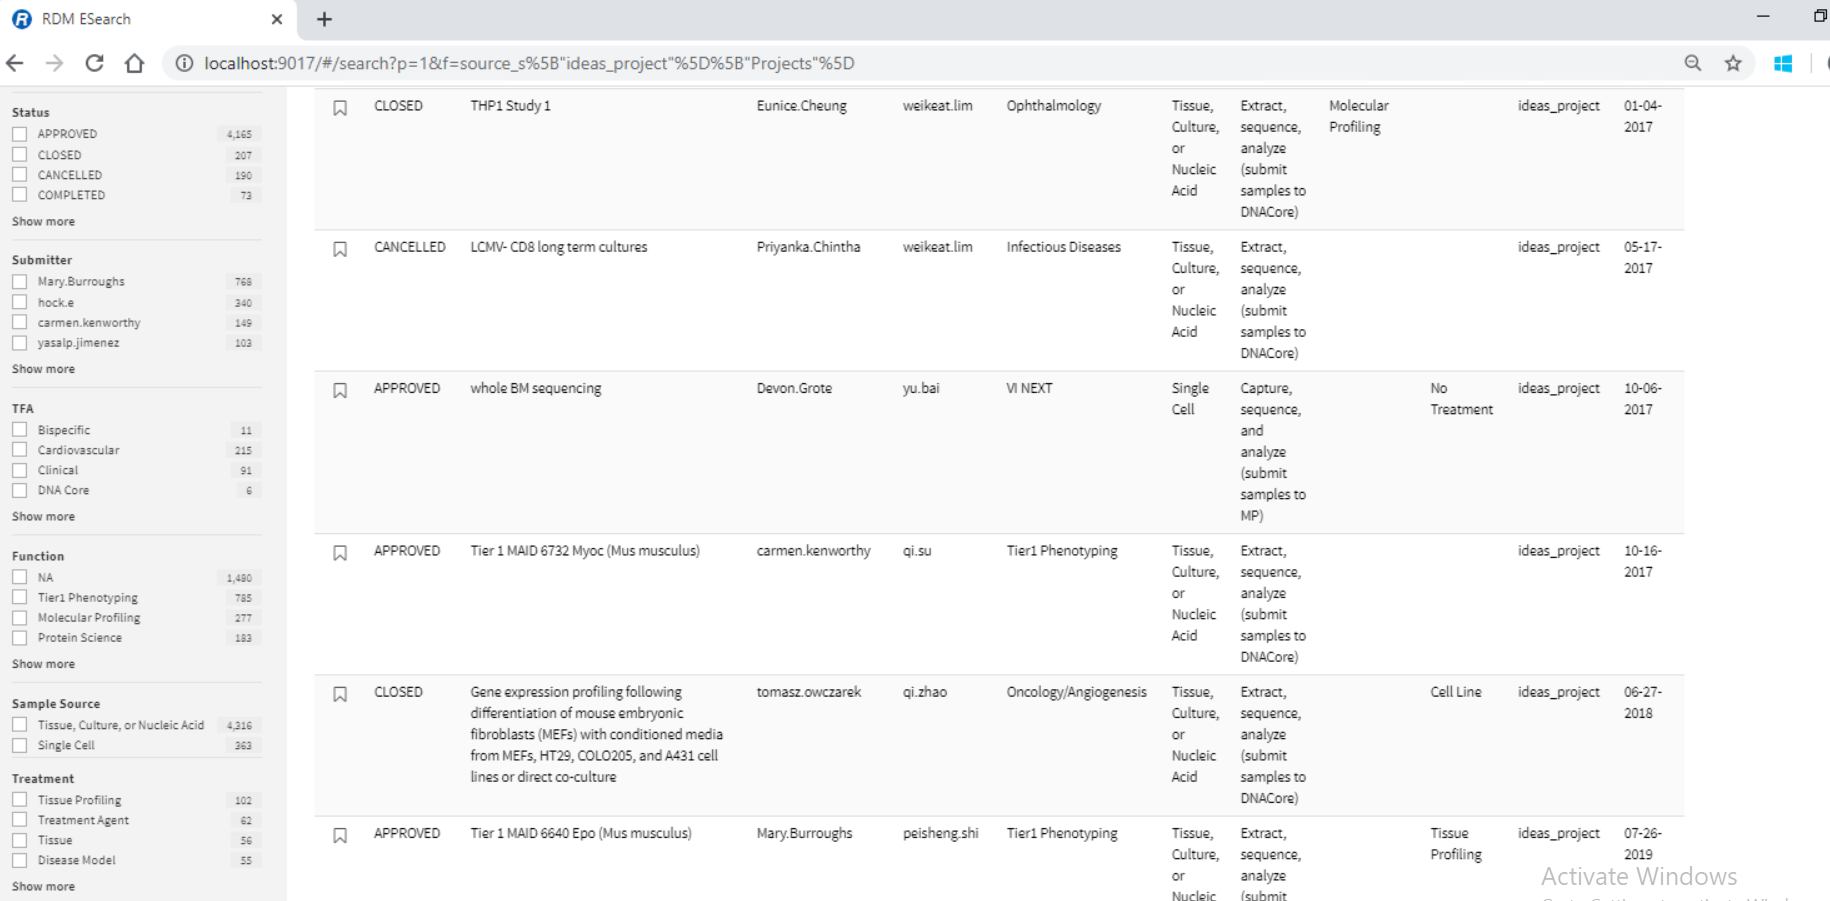 RDM ESearch
localhost:9017/#/search?p=1&f=source_s%5B"ideas_project"%5D%5B"Projects"%5D
Status
APPROVED 4,165
CLOSED 207
CANCELLED 190
COMPLETED 73
Show more
Submitter
Mary.Burroughs 768
hock.e 340
carmen.kenworthy 149
yasalp.jimenez 103
Show more
TFA
Bispecific 11
Cardiovascular 215
Clinical 91
DNA Core 6
Show more
Function
NA 1,480
Tier1 Phenotyping 785
Molecular Profiling 277
Protein Science 183
Show more
Sample Source
Tissue, Culture, or Nucleic Acid 4,316
Single Cell 363
Treatment
Tissue Profiling 102
Treatment Agent 62
Tissue 56
Disease Model 55
Show more
CLOSED THP1 Study 1 Eunice.Cheung weikeat.lim Ophthalmology Tissue, Extract, Molecular ideas_project 01-04-
Culture, sequence, Profiling 2017
or analyze
Nucleic (submit
Acid samples to
DNACore)
CANCELLED LCMV- CD8 long term cultures Priyanka.Chintha weikeat.lim Infectious Diseases Tissue, Extract, ideas_project 05-17-
Culture, sequence, 2017
or analyze
Nucleic (submit
Acid samples to
DNACore)
APPROVED whole BM sequencing Devon.Grote yu.bai VI NEXT Single Capture, No ideas_project 10-06-
Cell sequence, Treatment 2017
and
analyze
(submit
samples to
MP)
APPROVED Tier 1 MAID 6732 Myoc (Mus musculus) carmen.kenworthy qi.su Tier1 Phenotyping Tissue, Extract, ideas_project 10-16-
Culture, sequence, 2017
or analyze
Nucleic (submit
Acid samples to
DNACore)
CLOSED Gene expression profiling following tomasz.owczarek qi.zhao Oncology/Angiogenesis Tissue, Extract, Cell Line ideas_project 06-27-
differentiation of mouse embryonic Culture, sequence, 2018
fibroblasts (MEFs) with conditioned media or analyze
from MEFs, HT29, COLO205, and A431 cell Nucleic (submit
lines or direct co-culture Acid samples to
DNACore)
APPROVED Tier 1 MAID 6640 Epo (Mus musculus) Mary.Burroughs peisheng.shi Tier1 Phenotyping Tissue, Extract, Tissue ideas_project 07-26-
Culture, sequence, Profiling 2019
or analyze
Nucleic (submit
Activate Windows